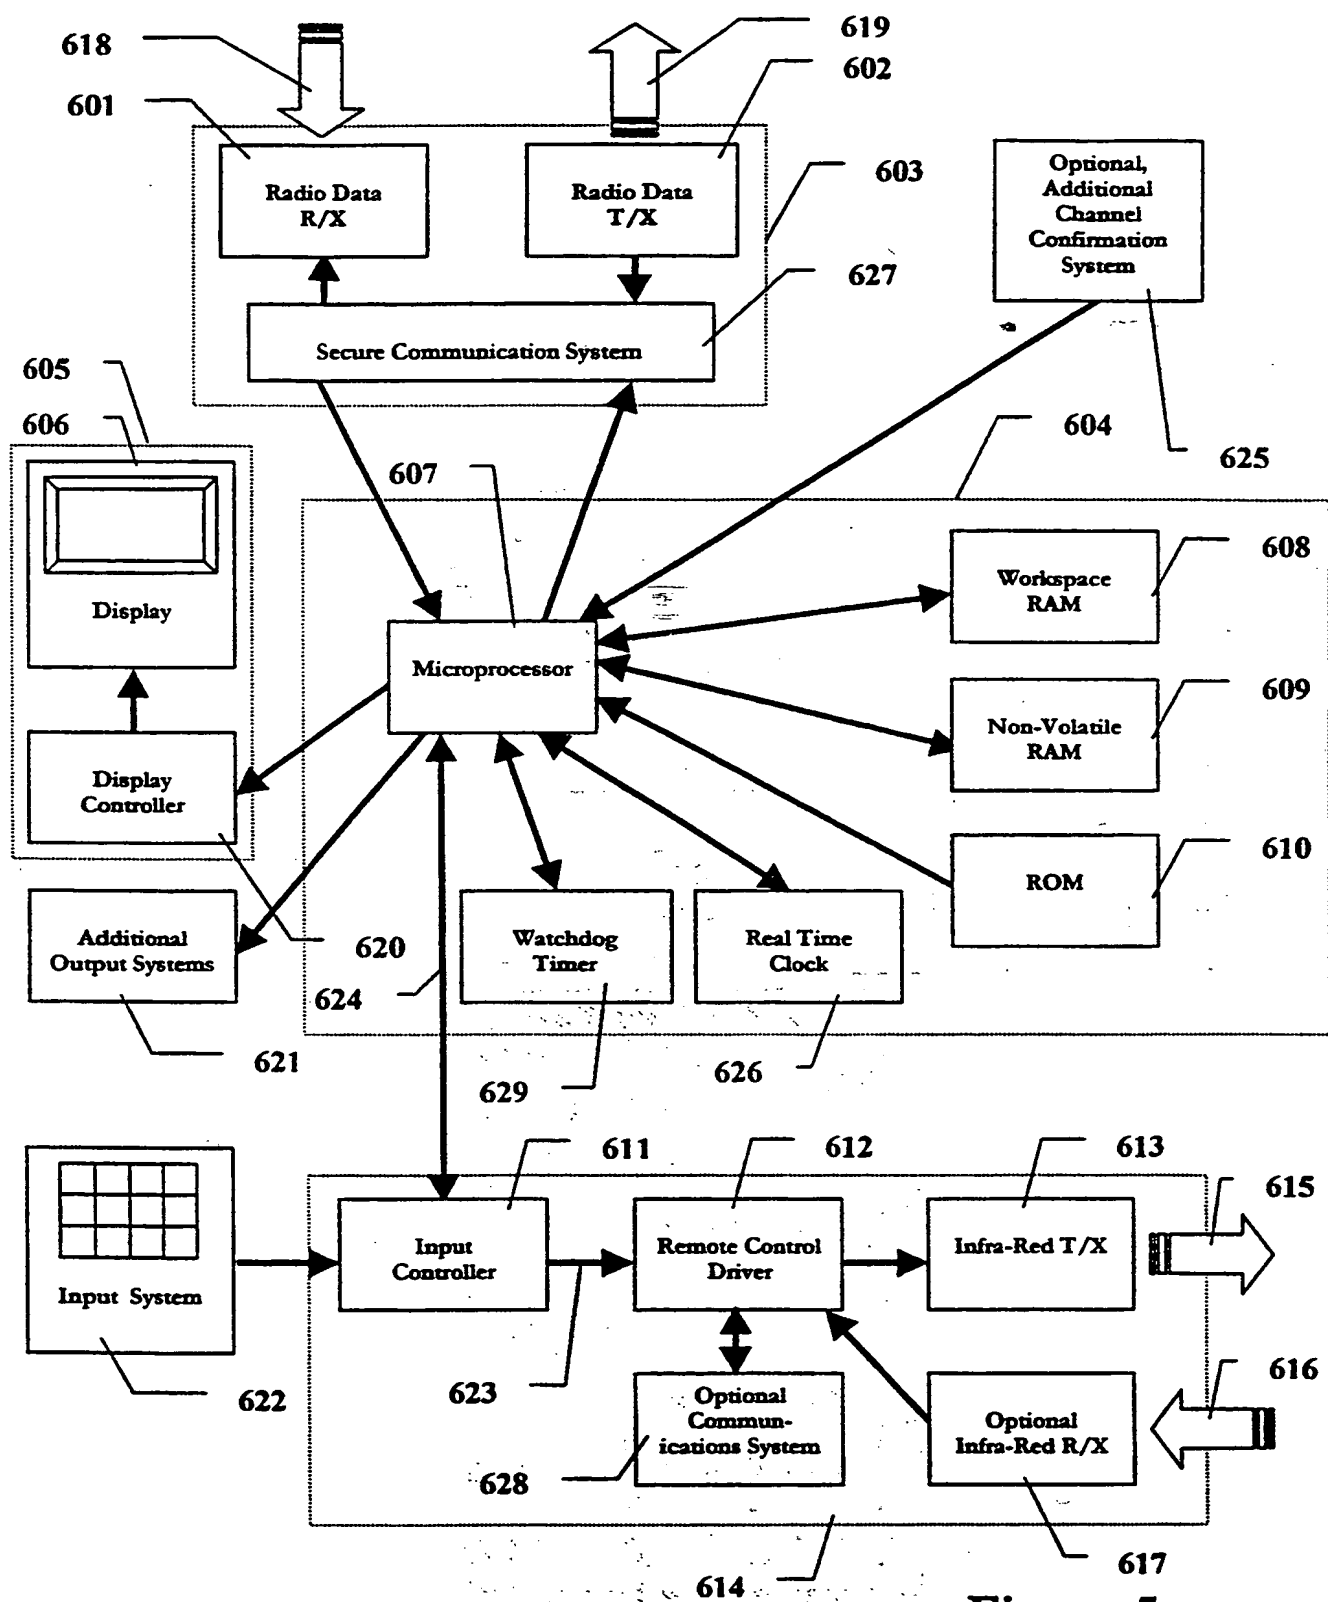 618
619
601
602
Radio Data
R/X
Radio Data
T/X
603
Optional,
Additional
Channel
Confirmation
System
627
Secure Communication System
605
606
604
625
607
608
Workspace
RAM
Display
Microprocessor
609
Non-Volatile
RAM
Display
Controller
610
ROM
Additional
Output Systems
620
Watchdog
Timer
Real Time
Clock
624
621
629
626
611
612
613
615
Input
Controller
Remote Control
Driver
Infra-Red T/X
Input System
616
622
623
Optional
Commun-
ications System
Optional
Infra-Red R/X
628
617
614